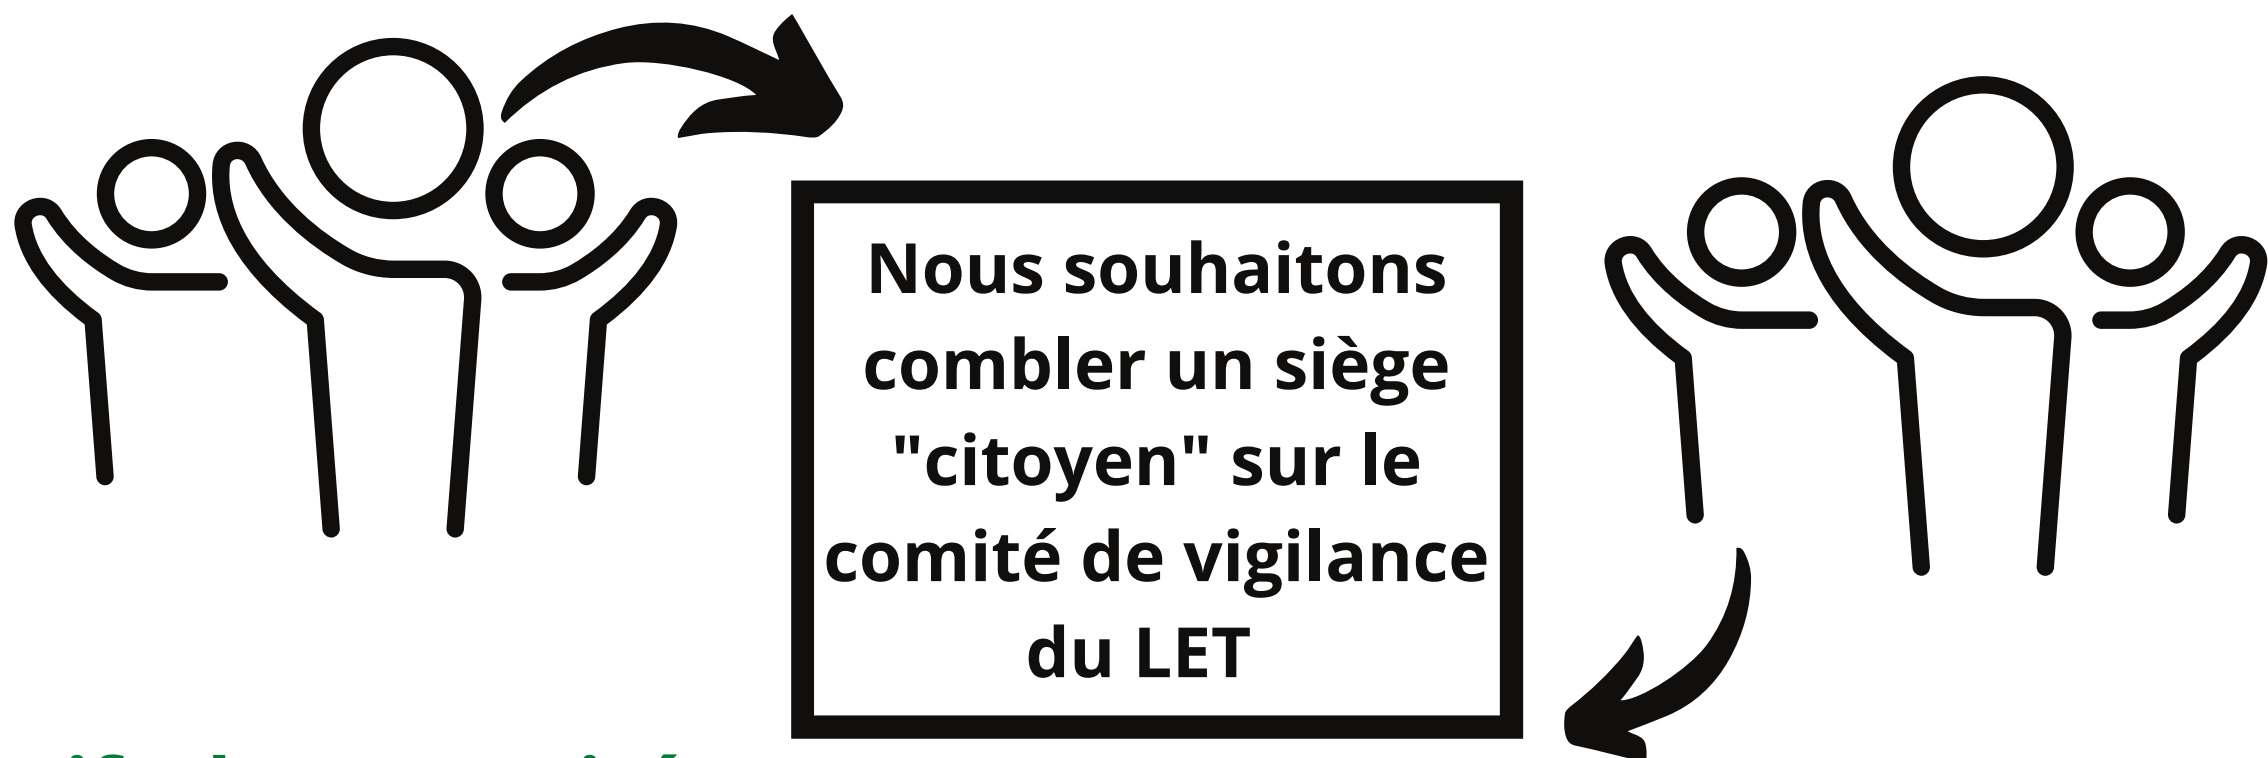 Nous souhaitons
combler un siège
"citoyen" sur le
comité de vigilance
du LET